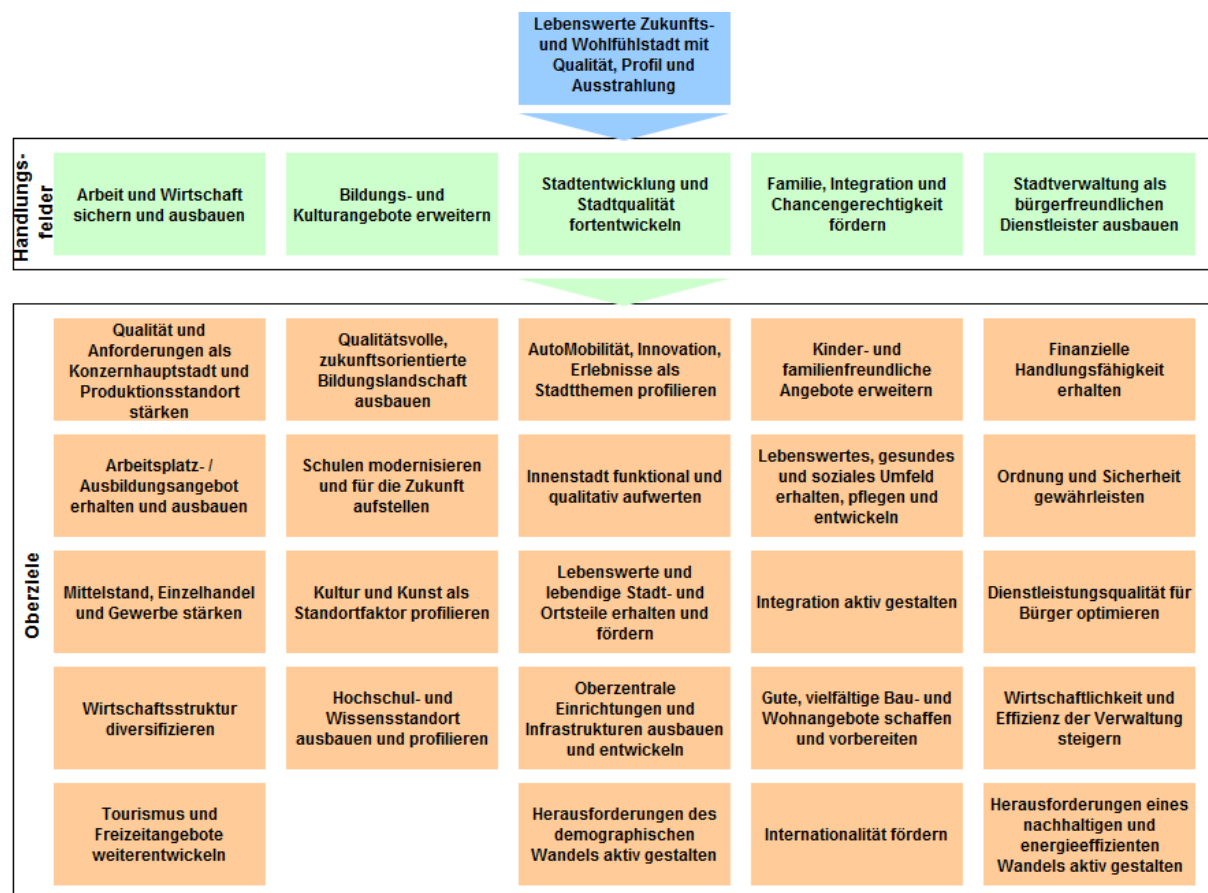 Lebenswerte Zukunfts-
und Wohlfühlstadt mit
Qualität, Profil und
Ausstrahlung
Handlungs-
felder
Arbeit und Wirtschaft
sichern und ausbauen
Bildungs- und
Kulturangebote erweitern
Stadtentwicklung und
Stadtqualität
fortentwickeln
Familie, Integration und
Chancengerechtigkeit
fördern
Stadtverwaltung als
bürgerfreundlichen
Dienstleister ausbauen
Oberziele
Qualität und
Anforderungen als
Konzernhauptstadt und
Produktionsstandort
stärken
Qualitätsvolle,
zukunftsorientierte
Bildungslandschaft
ausbauen
AutoMobilität, Innovation,
Erlebnisse als
Stadtthemen profilieren
Kinder- und
familienfreundliche
Angebote erweitern
Finanzielle
Handlungsfähigkeit
erhalten
Arbeitsplatz- /
Ausbildungsangebot
erhalten und ausbauen
Schulen modernisieren
und für die Zukunft
aufstellen
Innenstadt funktional und
qualitativ aufwerten
Lebenswertes, gesundes
und soziales Umfeld
erhalten, pflegen und
entwickeln
Ordnung und Sicherheit
gewährleisten
Mittelstand, Einzelhandel
und Gewerbe stärken
Kultur und Kunst als
Standortfaktor profilieren
Lebenswerte und
lebendige Stadt- und
Ortsteile erhalten und
fördern
Integration aktiv gestalten
Dienstleistungsqualität für
Bürger optimieren
Wirtschaftsstruktur
diversifizieren
Hochschul- und
Wissensstandort
ausbauen und profilieren
Oberzentrale
Einrichtungen und
Infrastrukturen ausbauen
und entwickeln
Gute, vielfältige Bau- und
Wohnangebote schaffen
und vorbereiten
Wirtschaftlichkeit und
Effizienz der Verwaltung
steigern
Tourismus und
Freizeitangebote
weiterentwickeln
Herausforderungen des
demographischen
Wandels aktiv gestalten
Internationalität fördern
Herausforderungen eines
nachhaltigen und
energieeffizienten
Wandels aktiv gestalten